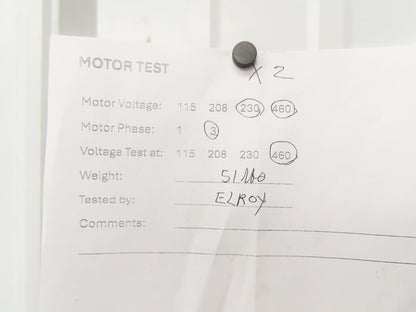 MOTOR TEST X 2
Motor Voltage: 115 208 230 460
Motor Phase: 1 3
Voltage Test at: 115 208 230 460
Weight:
Tested by: ELROY
Comments: